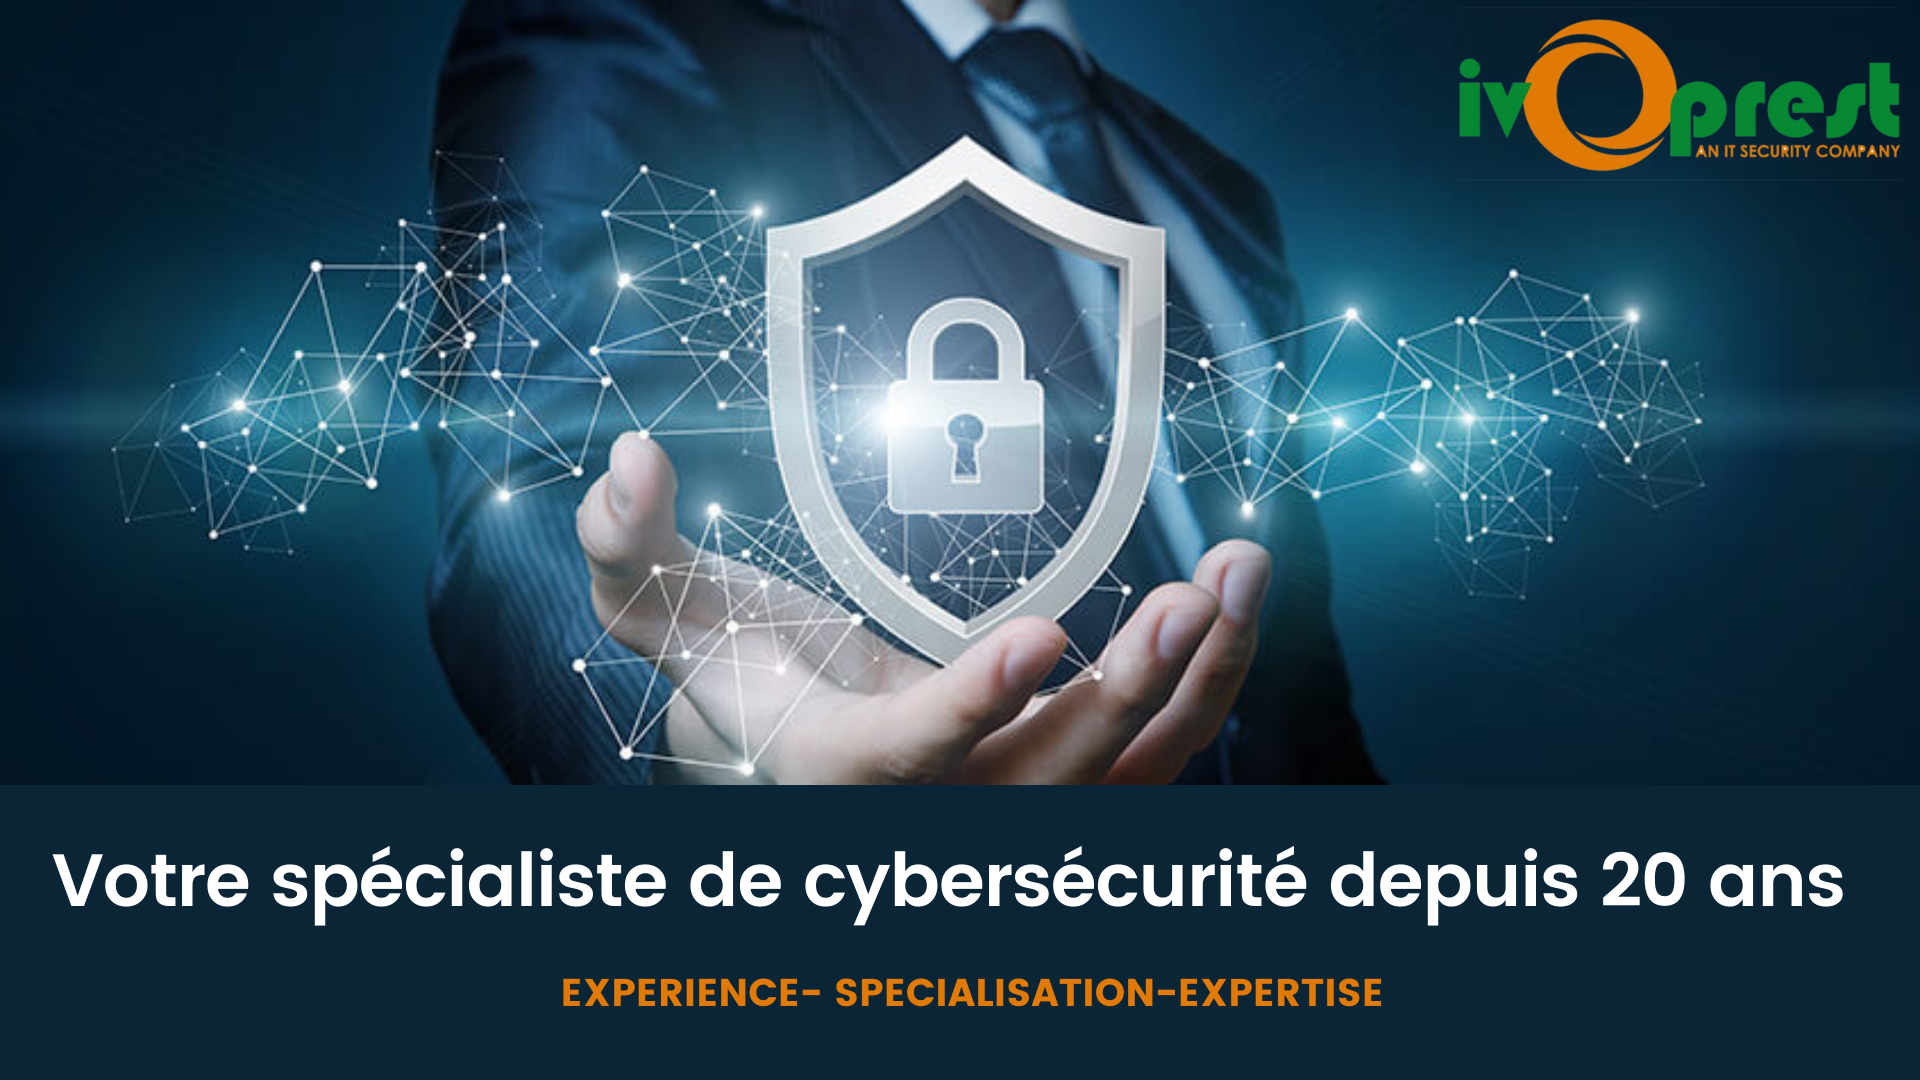 ivOprest
AN IT SECURITY COMPANY
Votre spécialiste de cybersécurité depuis 20 ans
EXPERIENCE- SPECIALISATION-EXPERTISE